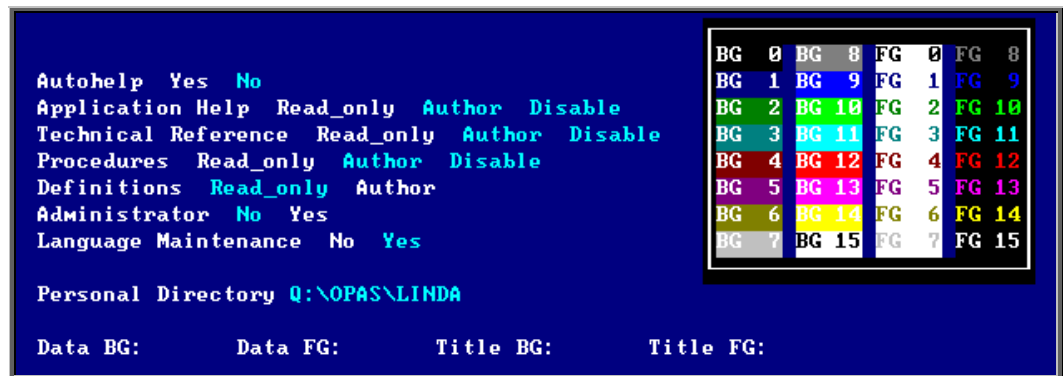 BG 0 BG 8 FG 0 FG 8
Autohelp Yes No BG 1 BG 9 FG 1 FG 9
Application Help Read_only Author Disable BG 2 BG 10 FG 2 FG 10
Technical Reference Read_only Author Disable BG 3 BG 11 FG 3 FG 11
Procedures Read_only Author Disable BG 4 BG 12 FG 4 FG 12
Definitions Read_only Author BG 5 BG 13 FG 5 FG 13
Administrator No Yes BG 6 BG 14 FG 6 FG 14
Language Maintenance No Yes BG 7 BG 15 FG 7 FG 15
Personal Directory Q:\OPAS\LINDA
Data BG: Data FG: Title BG: Title FG: